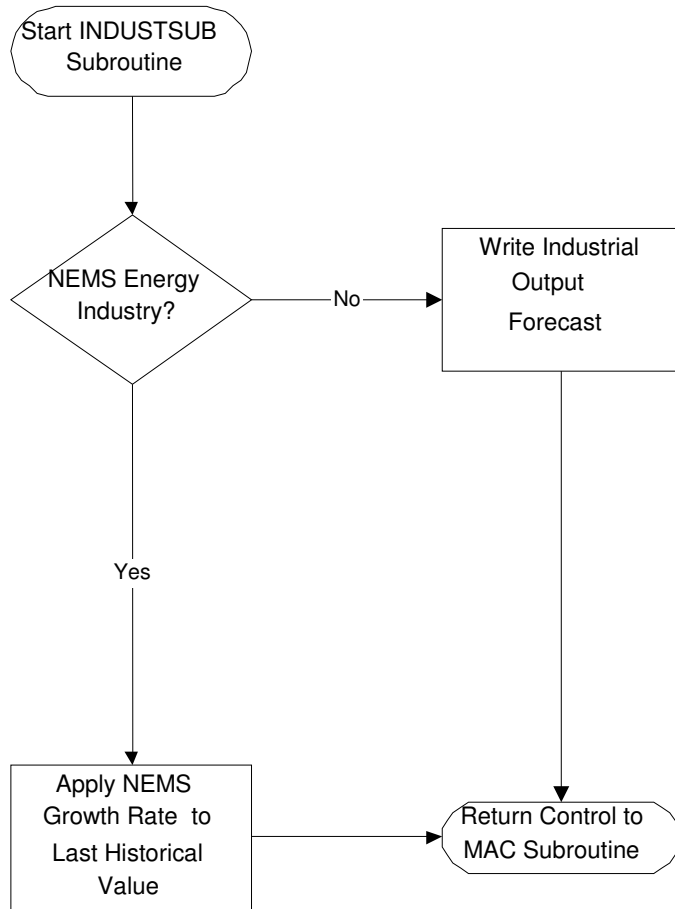 Start INDUSTSUB
Subroutine
NEMS Energy
Industry?
No
Write Industrial
Output
Forecast
Yes
Apply NEMS
Growth Rate to
Last Historical
Value
Return Control to
MAC Subroutine